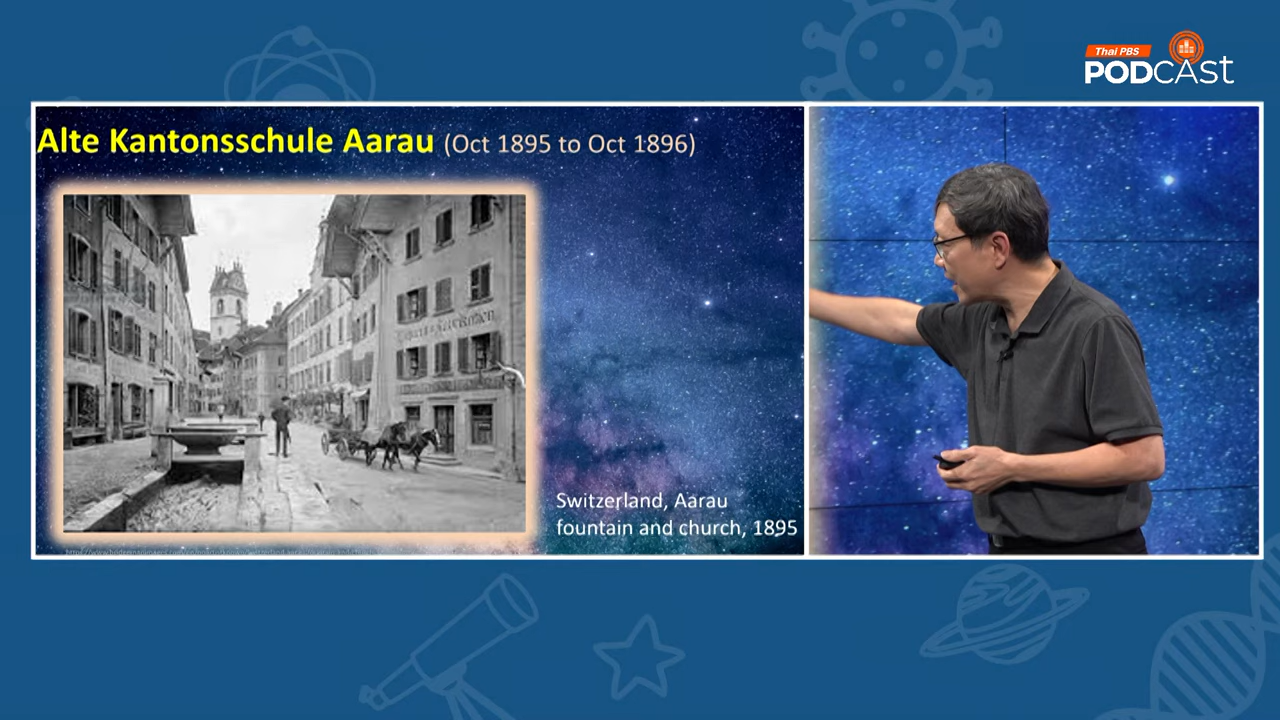 Thai PBS
PODCAST
Alte Kantonsschule Aarau (Oct 1895 to Oct 1896)
Switzerland, Aarau
fountain and church, 1895